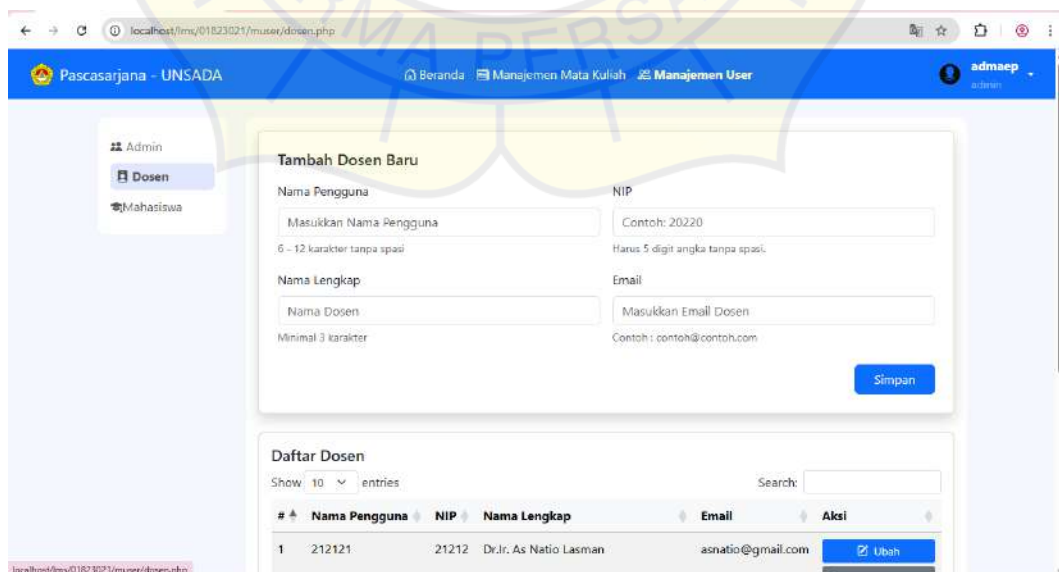 localhost/lms/01823021/muser/dosen.php
Pascasarjana - UNSADA
Beranda Manajemen Mata Kuliah Manajemen User
admaep
admin
Admin
Dosen
Mahasiswa
Tambah Dosen Baru
Nama Pengguna NIP
Masukkan Nama Pengguna Contoh: 20220
6 - 12 karakter tanpa spasi Harus 5 digit angka tanpa spasi.
Nama Lengkap Email
Nama Dosen Masukkan Email Dosen
Minimal 3 karakter Contoh : contoh@contoh.com
Simpan
Daftar Dosen
Show 10 entries Search:
# Nama Pengguna NIP Nama Lengkap Email Aksi
1 212121 21212 Dr.Ir. As Natio Lasman asnatio@gmail.com Ubah
localhost/lms/01823021/muser/dosen.php